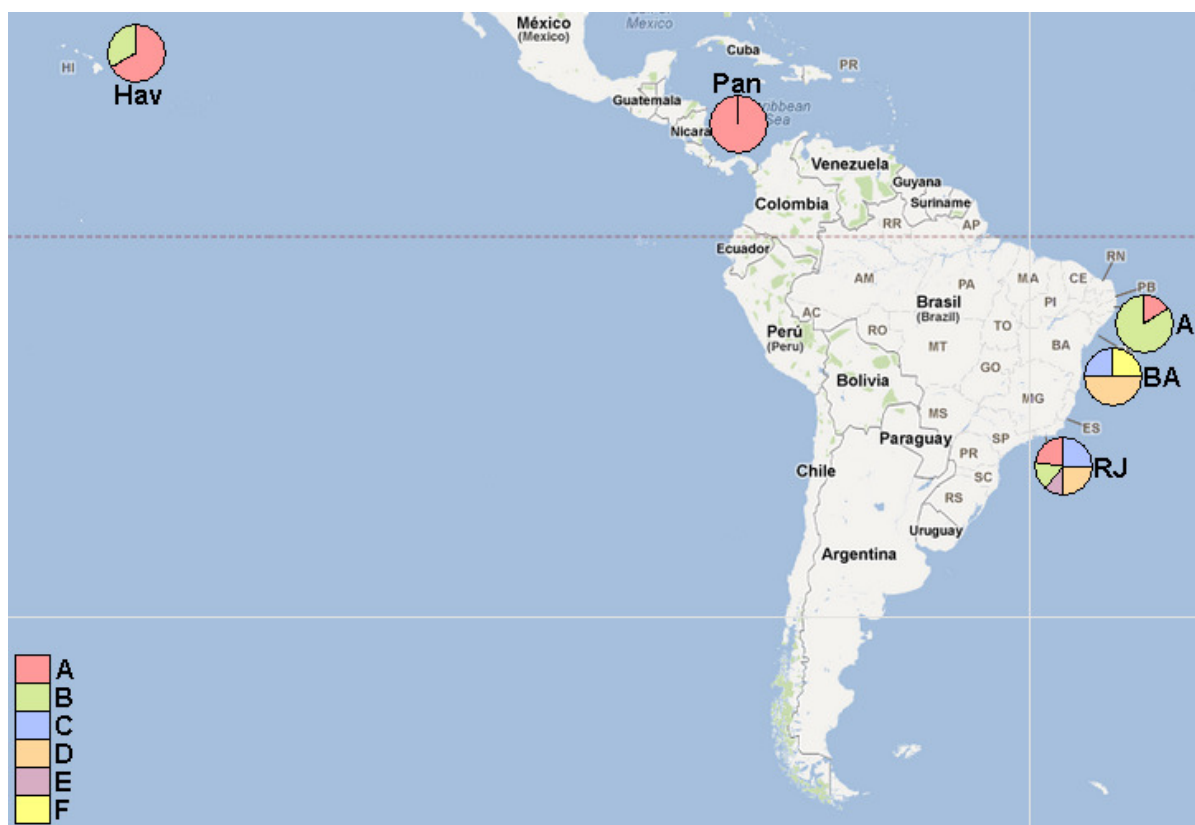 México
(Mexico)
Gulf of
Mexico
Cuba
HI
PR
Hav
Pan
Guatemala
Caribbean
Sea
Nicara
Venezuela
Guyana
Suriname
Colombia
RR
AP
Ecuador
RN
AM
PA
MA
CE
PB
Brasil
(Brazil)
PI
AC
RO
TO
A
Perú
(Peru)
MT
BA
GO
BA
Bolivia
MG
MS
ES
Paraguay
SP
PR
RJ
Chile
SC
RS
Uruguay
Argentina
A
B
C
D
E
F